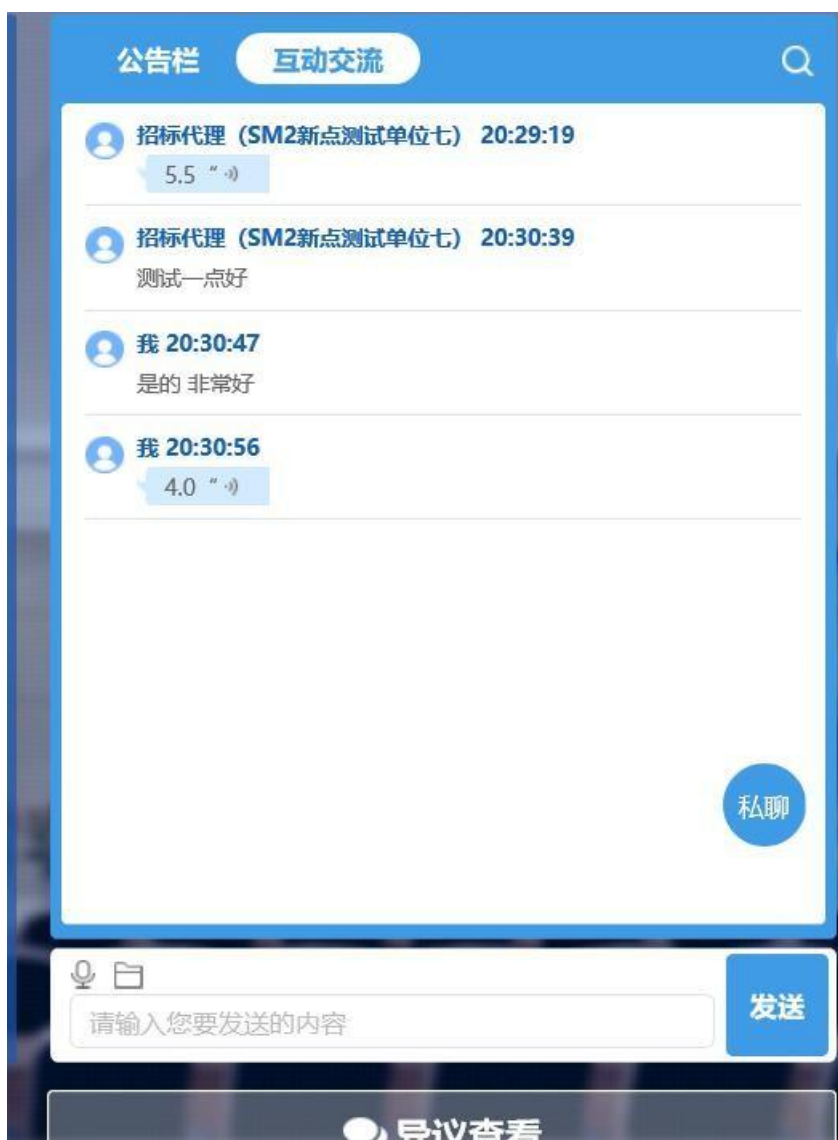 公告栏 互动交流
招标代理（SM2新点测试单位七） 20:29:19
5.5 "
招标代理（SM2新点测试单位七） 20:30:39
测试一点好
我 20:30:47
是的 非常好
我 20:30:56
4.0 "
私聊
请输入您要发送的内容
发送
异议查看